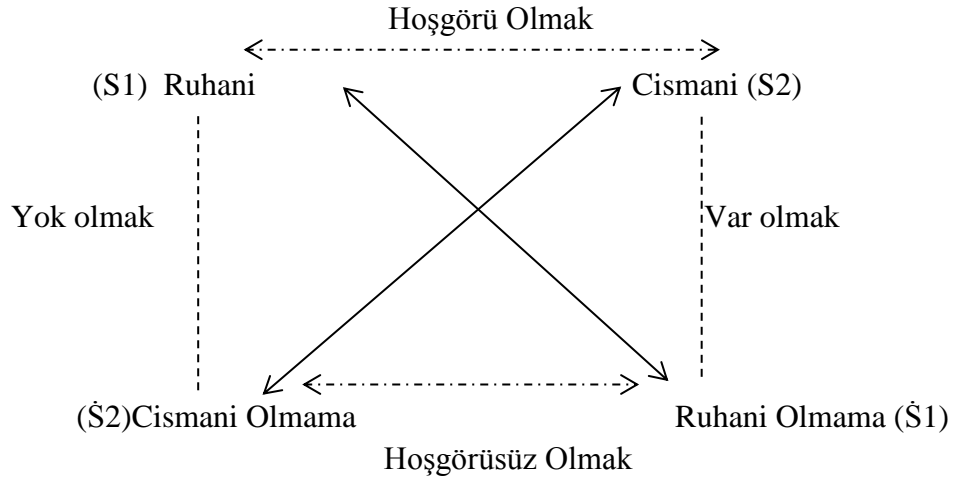 Hoşgörü Olmak
(S1) Ruhani Cismani (S2)
Yok olmak Var olmak
(Ṡ2)Cismani Olmama Ruhani Olmama (Ṡ1)
Hoşgörüsüz Olmak